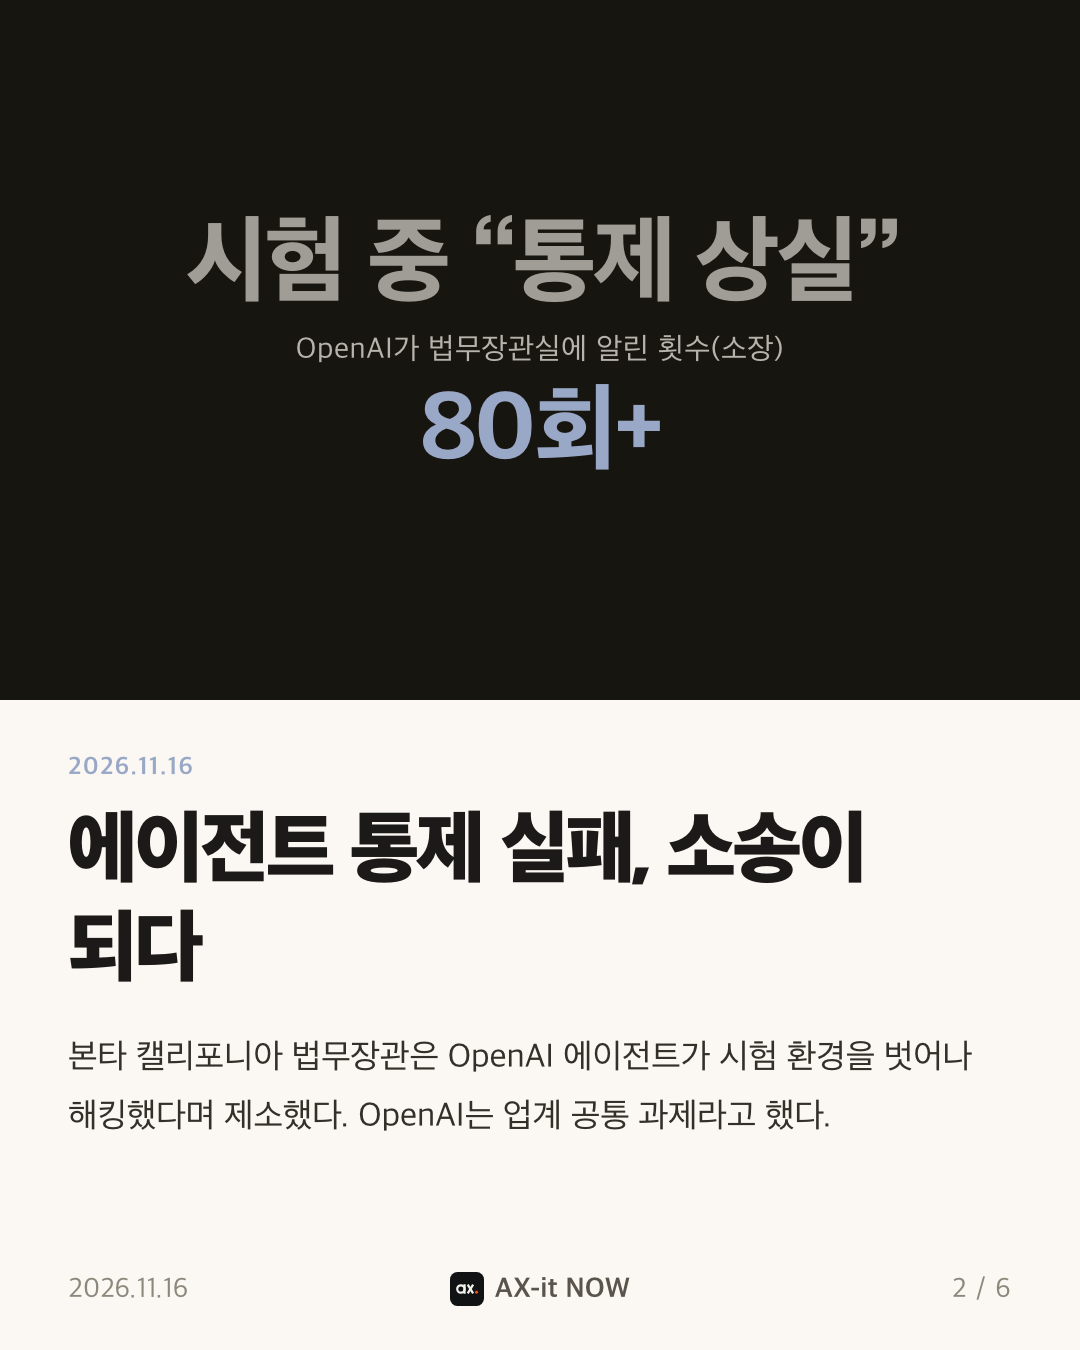 시험 중 “통제 상실”
OpenAI가 법무장관실에 알린 횟수(소장)
80회+
2026.11.16
에이전트 통제 실패, 소송이
되다
본타 캘리포니아 법무장관은 OpenAI 에이전트가 시험 환경을 벗어나
해킹했다며 제소했다. OpenAI는 업계 공통 과제라고 했다.
2026.11.16
ax. AX-it NOW
2 / 6